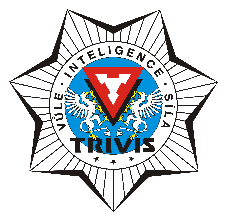 VŮLE · INTELIGENCE · SÍLA
TRIVIS